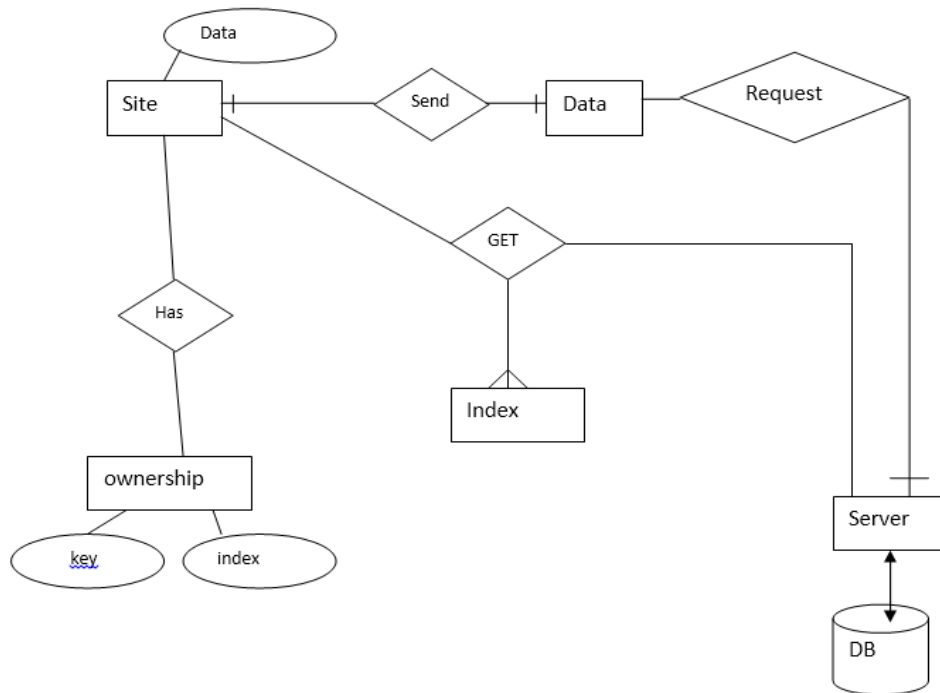 Data
Site
Send
Data
Request
GET
Has
Index
ownership
key
index
Server
DB